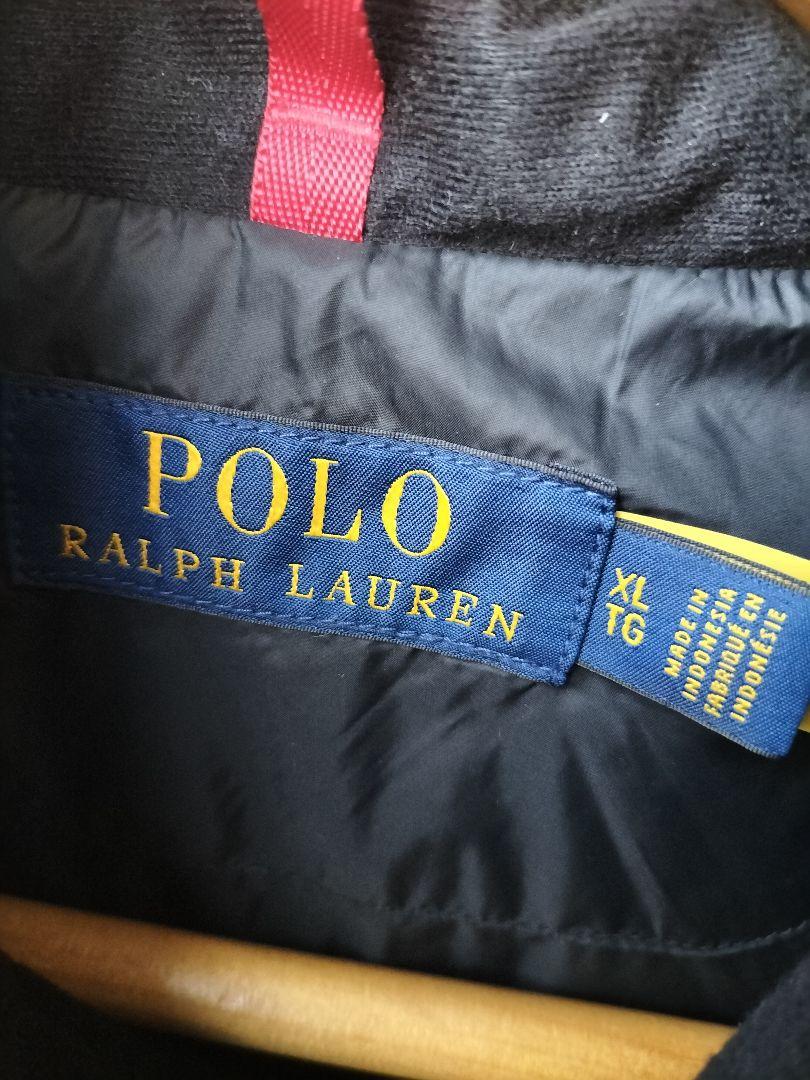 POLO
RALPH LAUREN
XL
TG
MADE IN
INDONESIA
FABRIQUÉ EN
INDONÉSIE